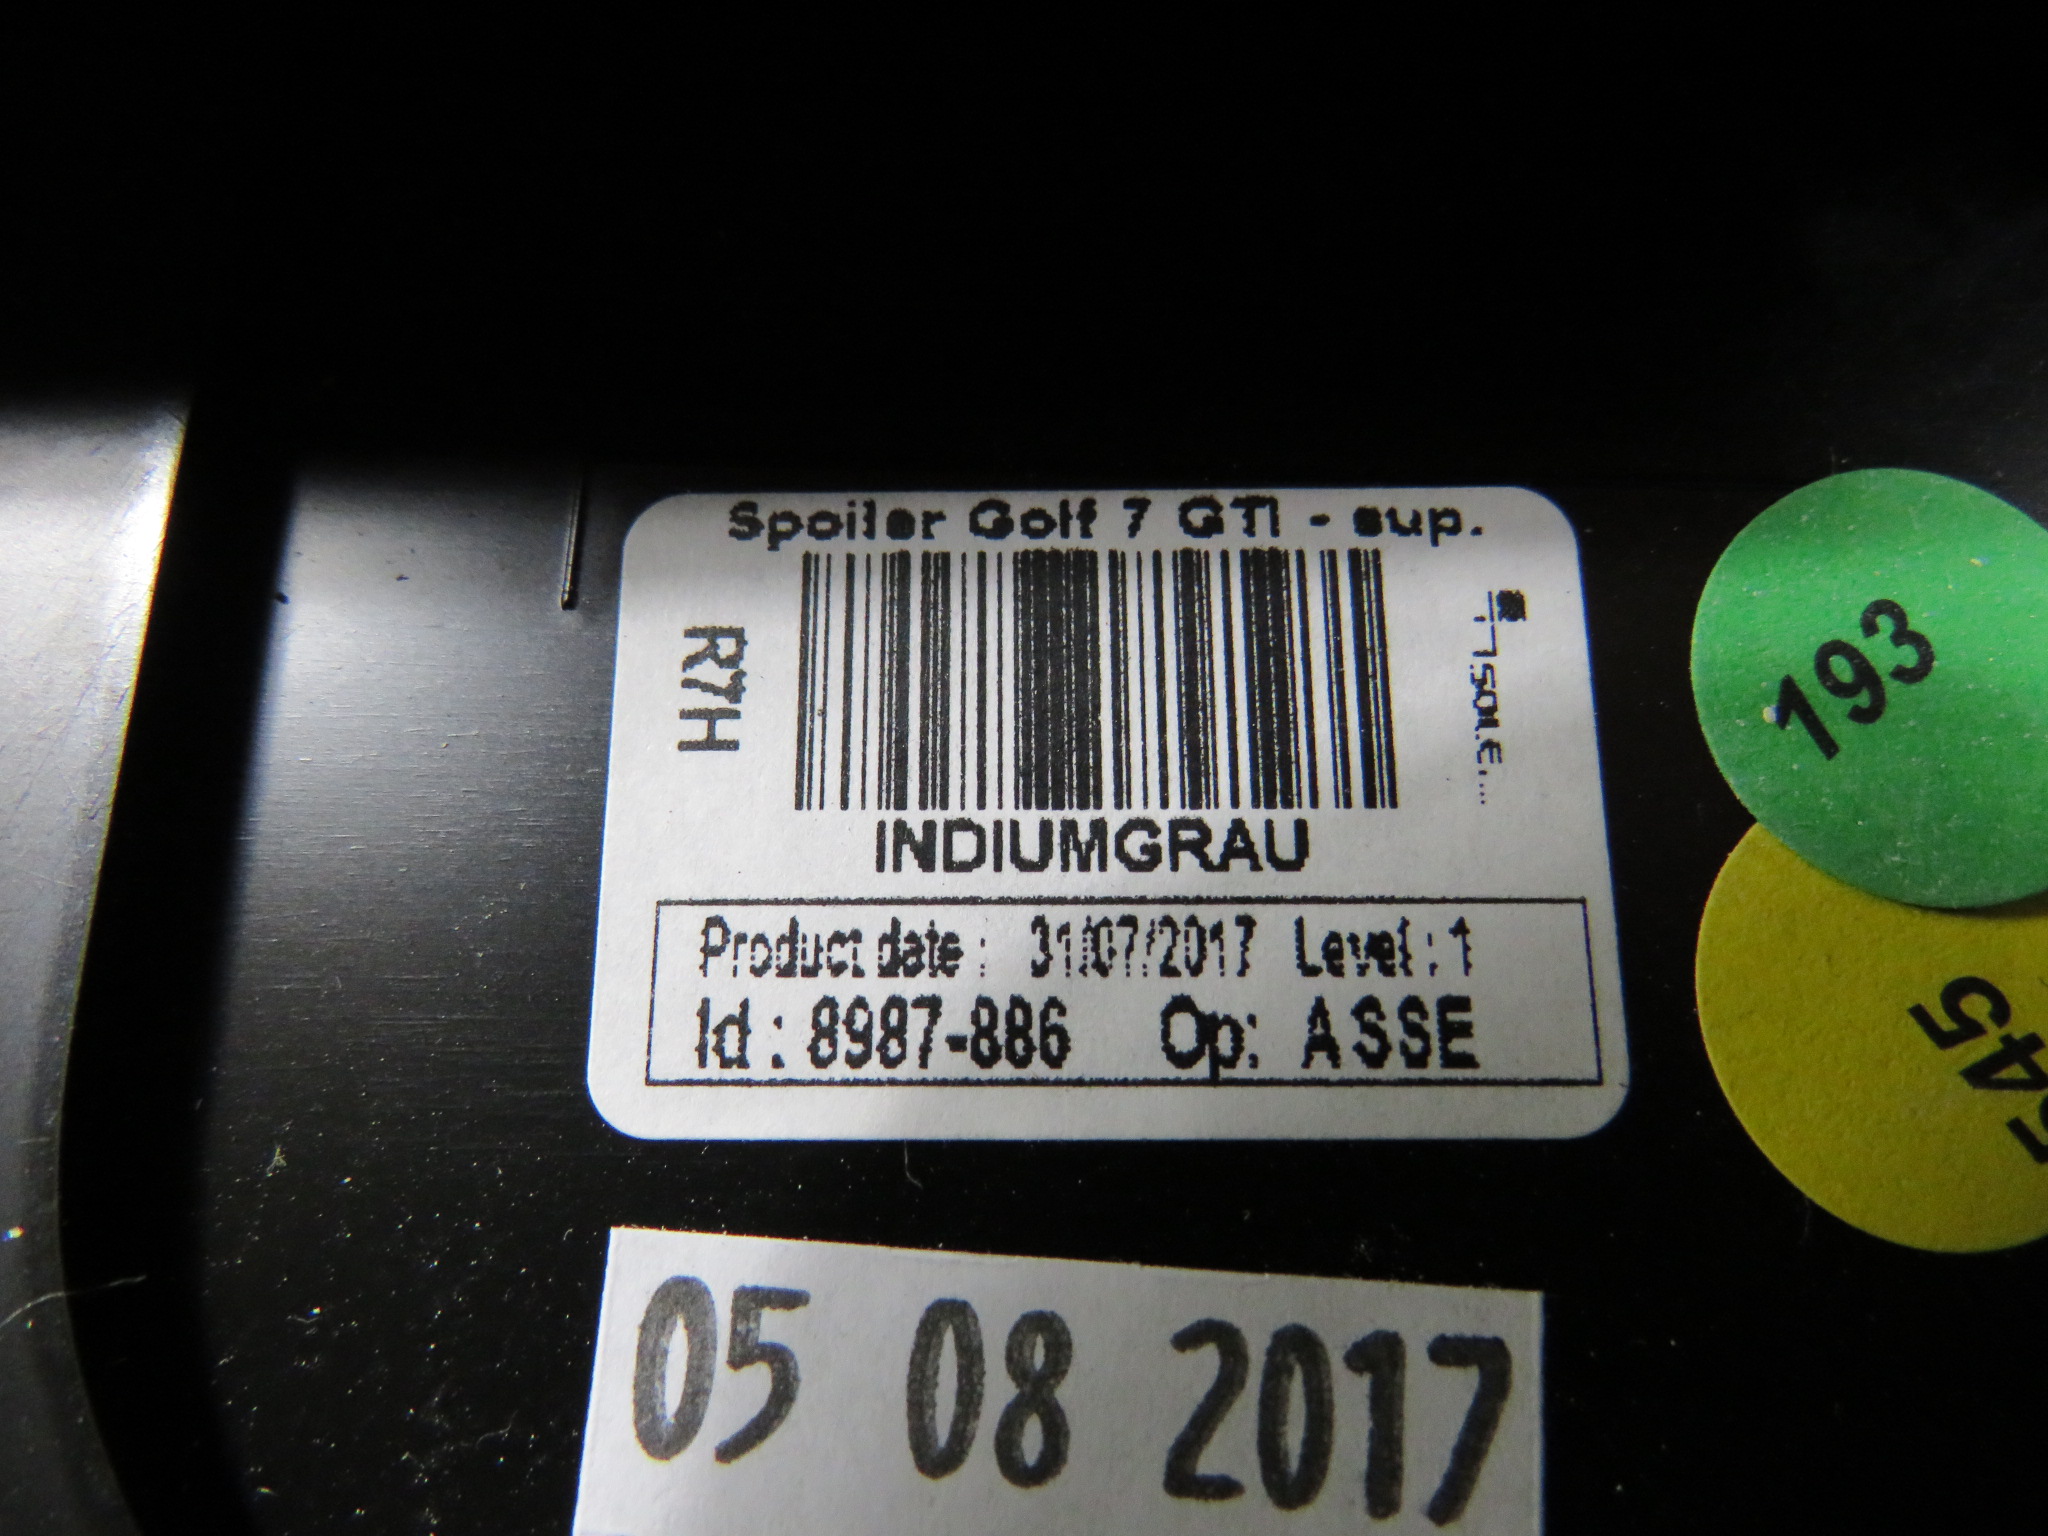 Spoiler Golf 7 GTI - sup.
R7H
INDIUMGRAU
Product date : 31/07/2017 Level : 1
Id : 8987-886 Op: ASSE
193
45
05 08 2017